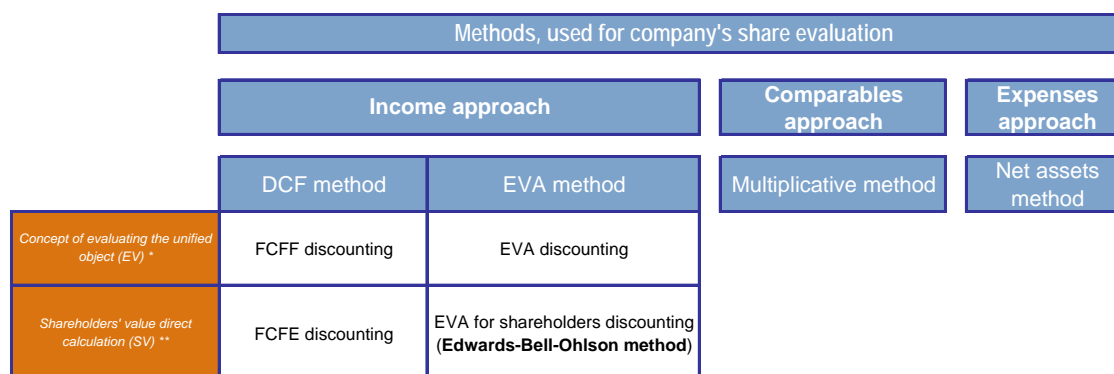 Methods, used for company's share evaluation
Income approach
Comparables
approach
Expenses
approach
DCF method
EVA method
Multiplicative method
Net assets
method
Concept of evaluating the unified
object (EV) *
FCFF discounting
EVA discounting
Shareholders' value direct
calculation (SV) **
FCFE discounting
EVA for shareholders discounting
(Edwards-Bell-Ohlson method)